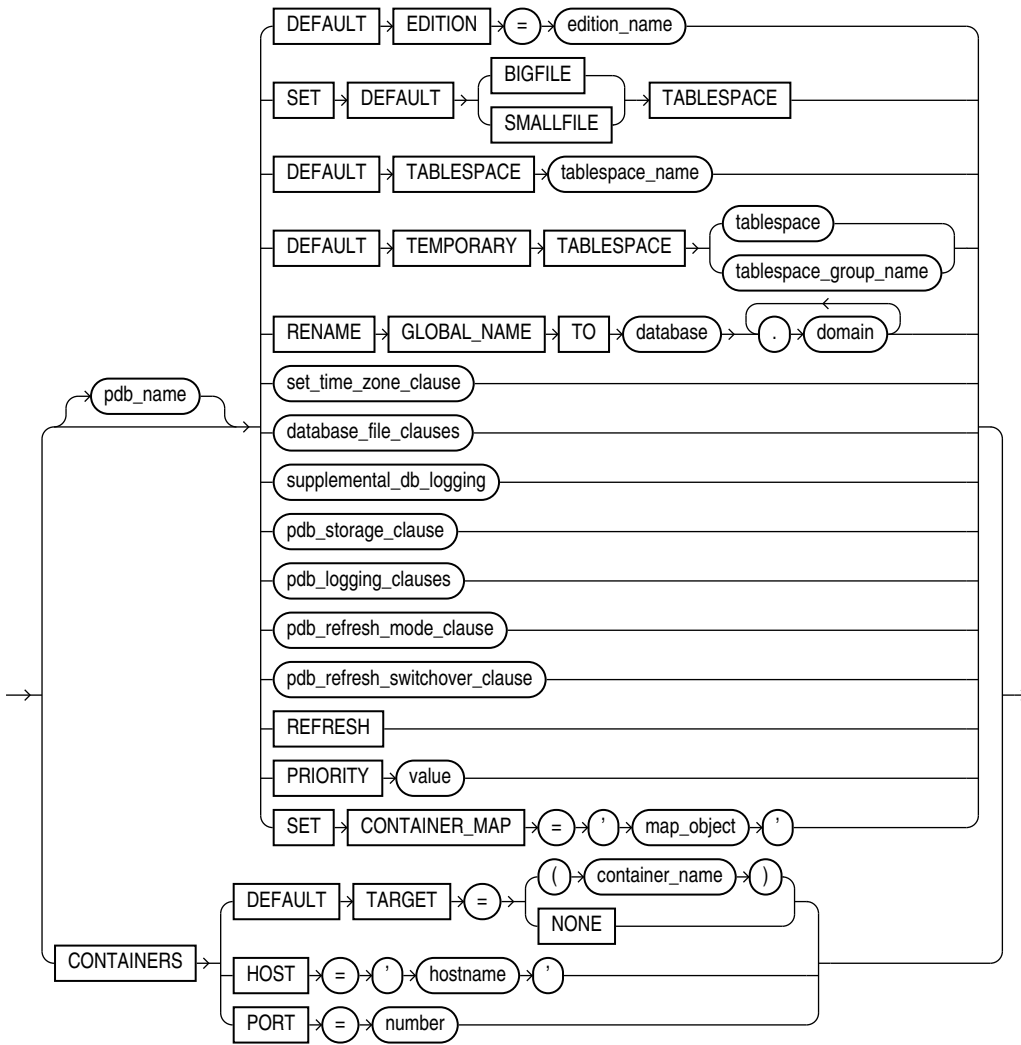 DEFAULT EDITION = edition_name
SET DEFAULT BIGFILE SMALLFILE TABLESPACE
DEFAULT TABLESPACE tablespace_name
DEFAULT TEMPORARY TABLESPACE tablespace tablespace_group_name
RENAME GLOBAL_NAME TO database . domain
set_time_zone_clause
pdb_name
database_file_clauses
supplemental_db_logging
pdb_storage_clause
pdb_logging_clauses
pdb_refresh_mode_clause
pdb_refresh_switchover_clause
REFRESH
PRIORITY value
SET CONTAINER_MAP = ' map_object '
CONTAINERS
DEFAULT TARGET = ( container_name ) NONE
HOST = ' hostname '
PORT = number